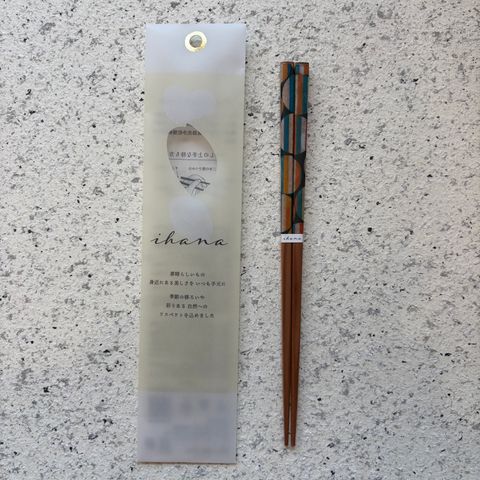 ihana
素晴らしいもの
身近にある美しさを いつも手元に
季節の移ろいや
彩りある 自然への
リスペクトを込めました
ihana